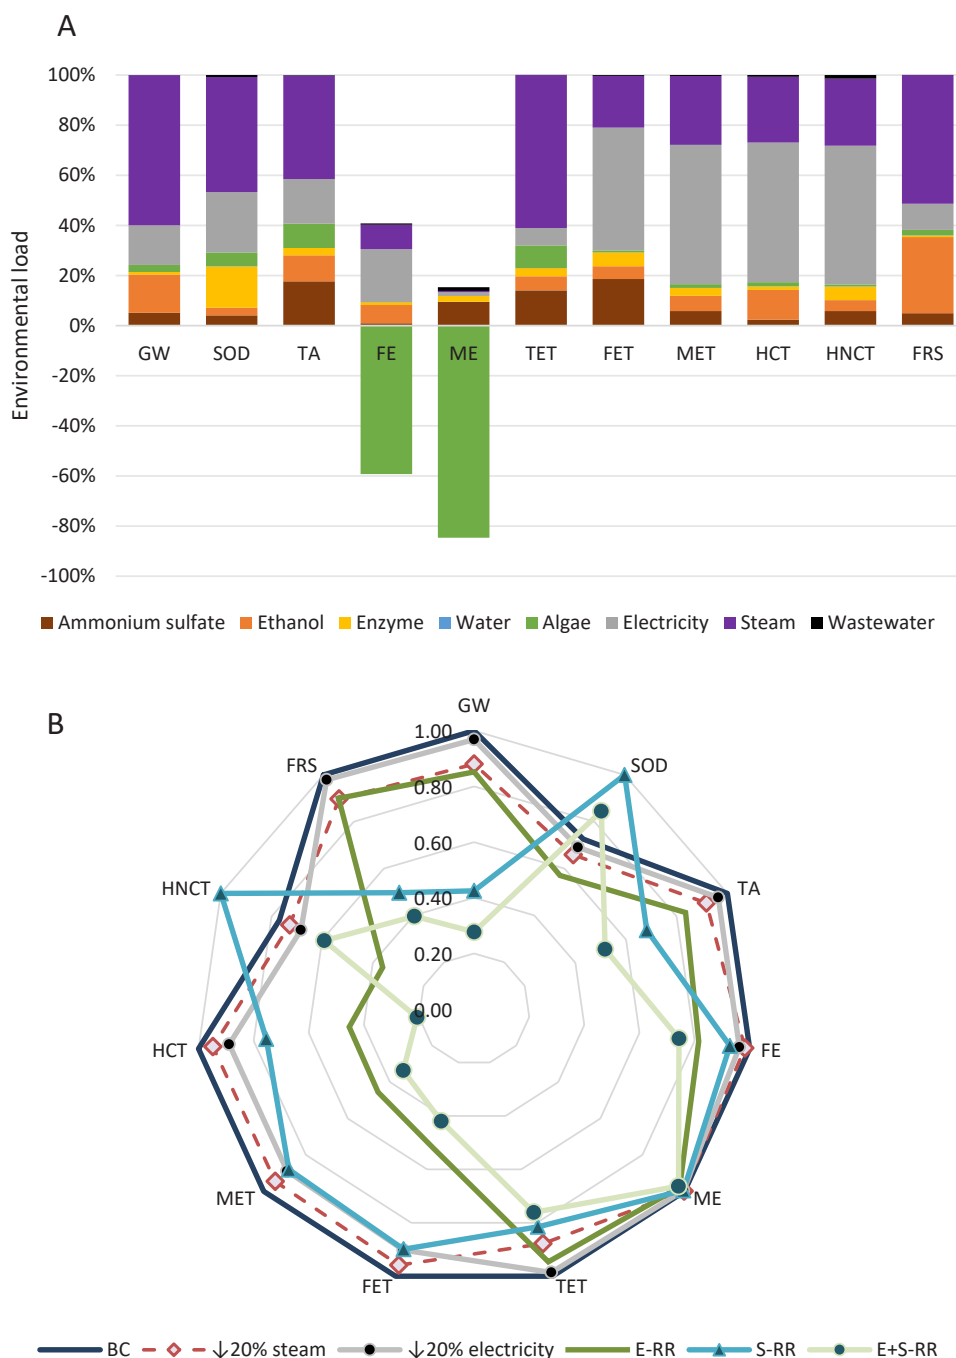 A
100%
80%
60%
40%
20%
0%
-20%
-40%
-60%
-80%
-100%
Environmental load
GW SOD TA FE ME TET FET MET HCT HNCT FRS
Ammonium sulfate Ethanol Enzyme Water Algae Electricity Steam Wastewater
B
GW
SOD
TA
FE
ME
TET
FET
MET
HCT
HNCT
FRS
1.00
0.80
0.60
0.40
0.20
0.00
BC ↓20% steam ↓20% electricity E-RR S-RR E+S-RR